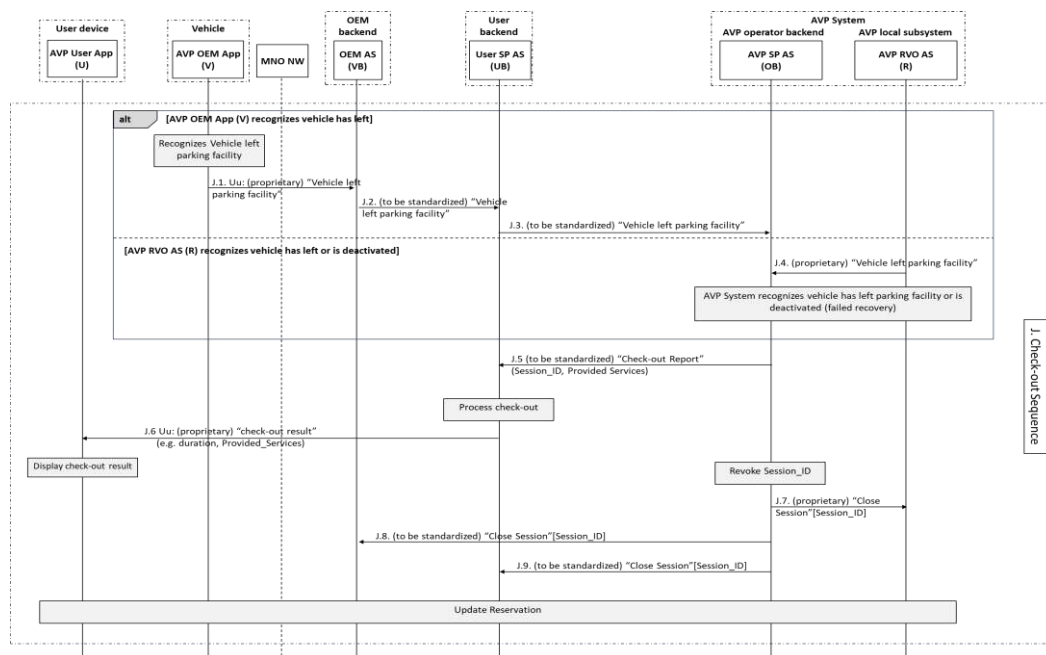 OEM
User
AVP System
User device
Vehicle
backend
backend
AVP operator backend
AVP local subsystem
AVP User App
(U)
AVP OEM App
(V)
MNO NW
OEM AS
(VB)
User SP AS
(UB)
AVP SP AS
(OB)
AVP RVO AS
(R)
alt
[AVP OEM App (V) recognizes vehicle has left]
Recognizes Vehicle left
parking facility
J.1. Uu: (proprietary) “Vehicle left
parking facility”
J.2. (to be standardized) “Vehicle
left parking facility”
J.3. (to be standardized) “Vehicle left parking facility”
[AVP RVO AS (R) recognizes vehicle has left or is deactivated]
J.4. (proprietary) “Vehicle left parking facility”
AVP System recognizes vehicle has left parking facility or is
deactivated (failed recovery)
J. Check-out Sequence
J.5 (to be standardized) “Check-out Report”
(Session_ID, Provided Services)
Process check-out
J.6 Uu: (proprietary) “check-out result”
(e.g. duration, Provided_Services)
Display check-out result
Revoke Session_ID
J.7. (proprietary) “Close
Session”[Session_ID]
J.8. (to be standardized) “Close Session”[Session_ID]
J.9. (to be standardized) “Close Session”[Session_ID]
Update Reservation